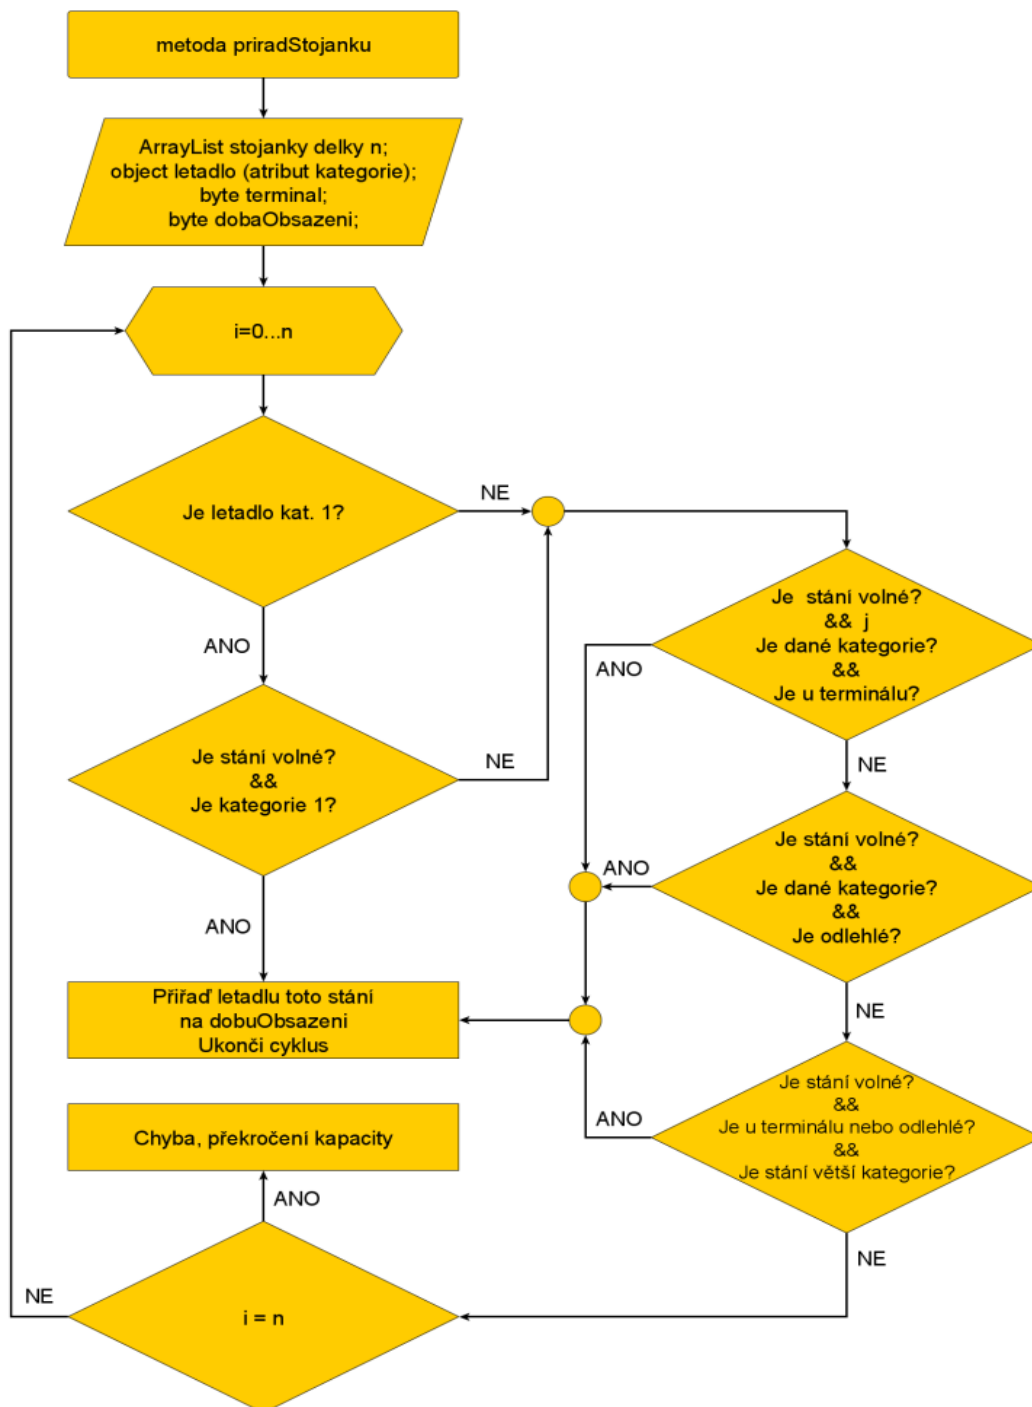 metoda priradStojanku
ArrayList stojanky delky n;
object letadlo (atribut kategorie);
byte terminal;
byte dobaObsazeni;
i=0...n
Je letadlo kat. 1?
NE
ANO
Je stání volné?
&&
Je kategorie 1?
NE
ANO
Je stání volné?
&& j
Je dané kategorie?
&&
Je u terminálu?
ANO
NE
Je stání volné?
&&
Je dané kategorie?
&&
Je odlehlé?
ANO
NE
Je stání volné?
&&
Je u terminálu nebo odlehlé?
&&
Je stání větší kategorie?
ANO
NE
Přiřaď letadlu toto stání
na dobuObsazeni
Ukonči cyklus
Chyba, překročení kapacity
ANO
NE
i = n